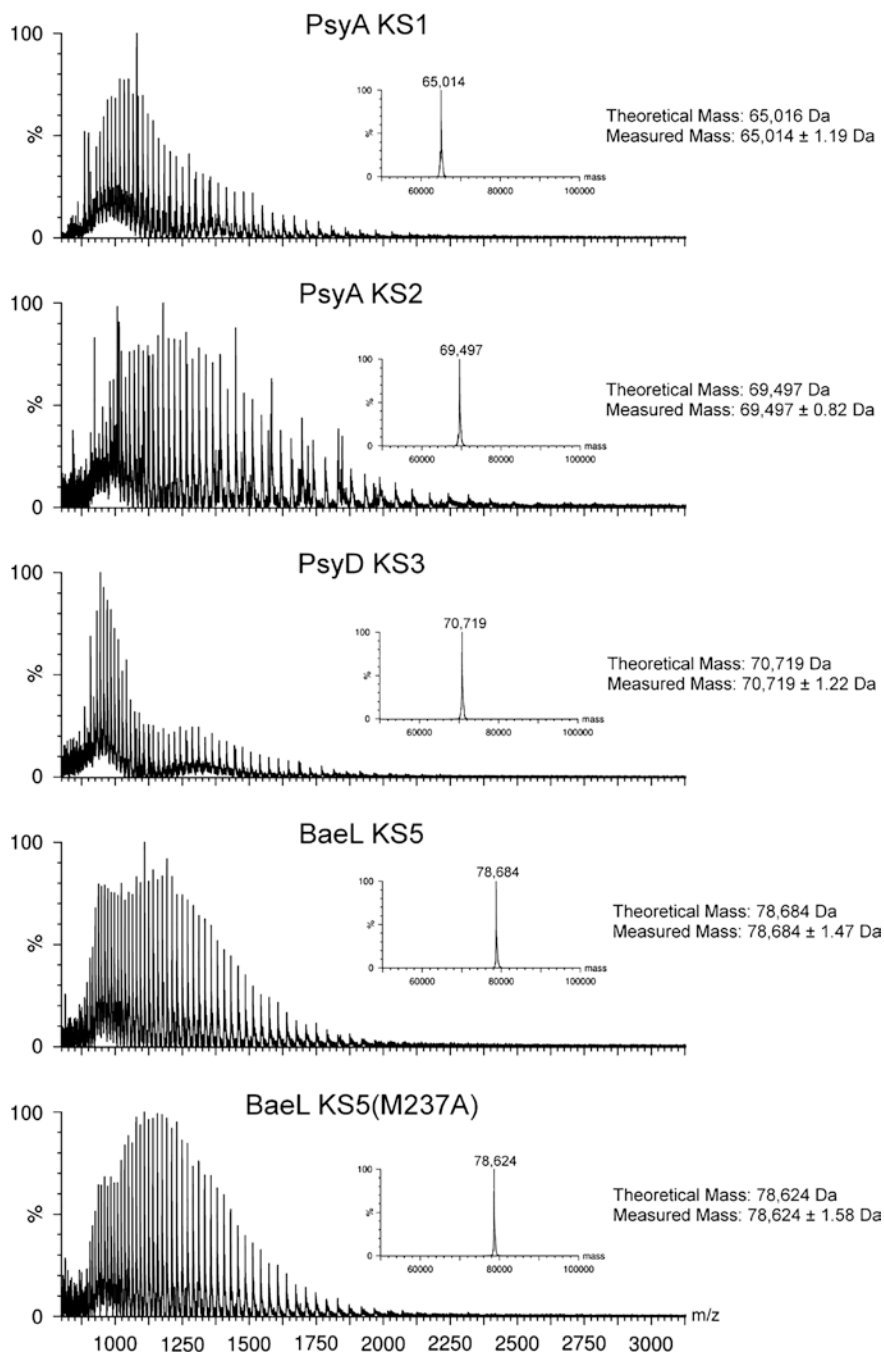 PsyA KS1
100
%
0
65,014
100
%
0
60000 80000 100000
mass
Theoretical Mass: 65,016 Da
Measured Mass: 65,014 ± 1.19 Da
PsyA KS2
100
%
0
69,497
100
%
0
60000 80000 100000
mass
Theoretical Mass: 69,497 Da
Measured Mass: 69,497 ± 0.82 Da
PsyD KS3
100
%
0
70,719
100
%
0
60000 80000 100000
mass
Theoretical Mass: 70,719 Da
Measured Mass: 70,719 ± 1.22 Da
BaeL KS5
100
%
0
78,684
100
%
0
60000 80000 100000
mass
Theoretical Mass: 78,684 Da
Measured Mass: 78,684 ± 1.47 Da
BaeL KS5(M237A)
100
%
0
78,624
100
%
0
60000 80000 100000
mass
Theoretical Mass: 78,624 Da
Measured Mass: 78,624 ± 1.58 Da
m/z
1000 1250 1500 1750 2000 2250 2500 2750 3000